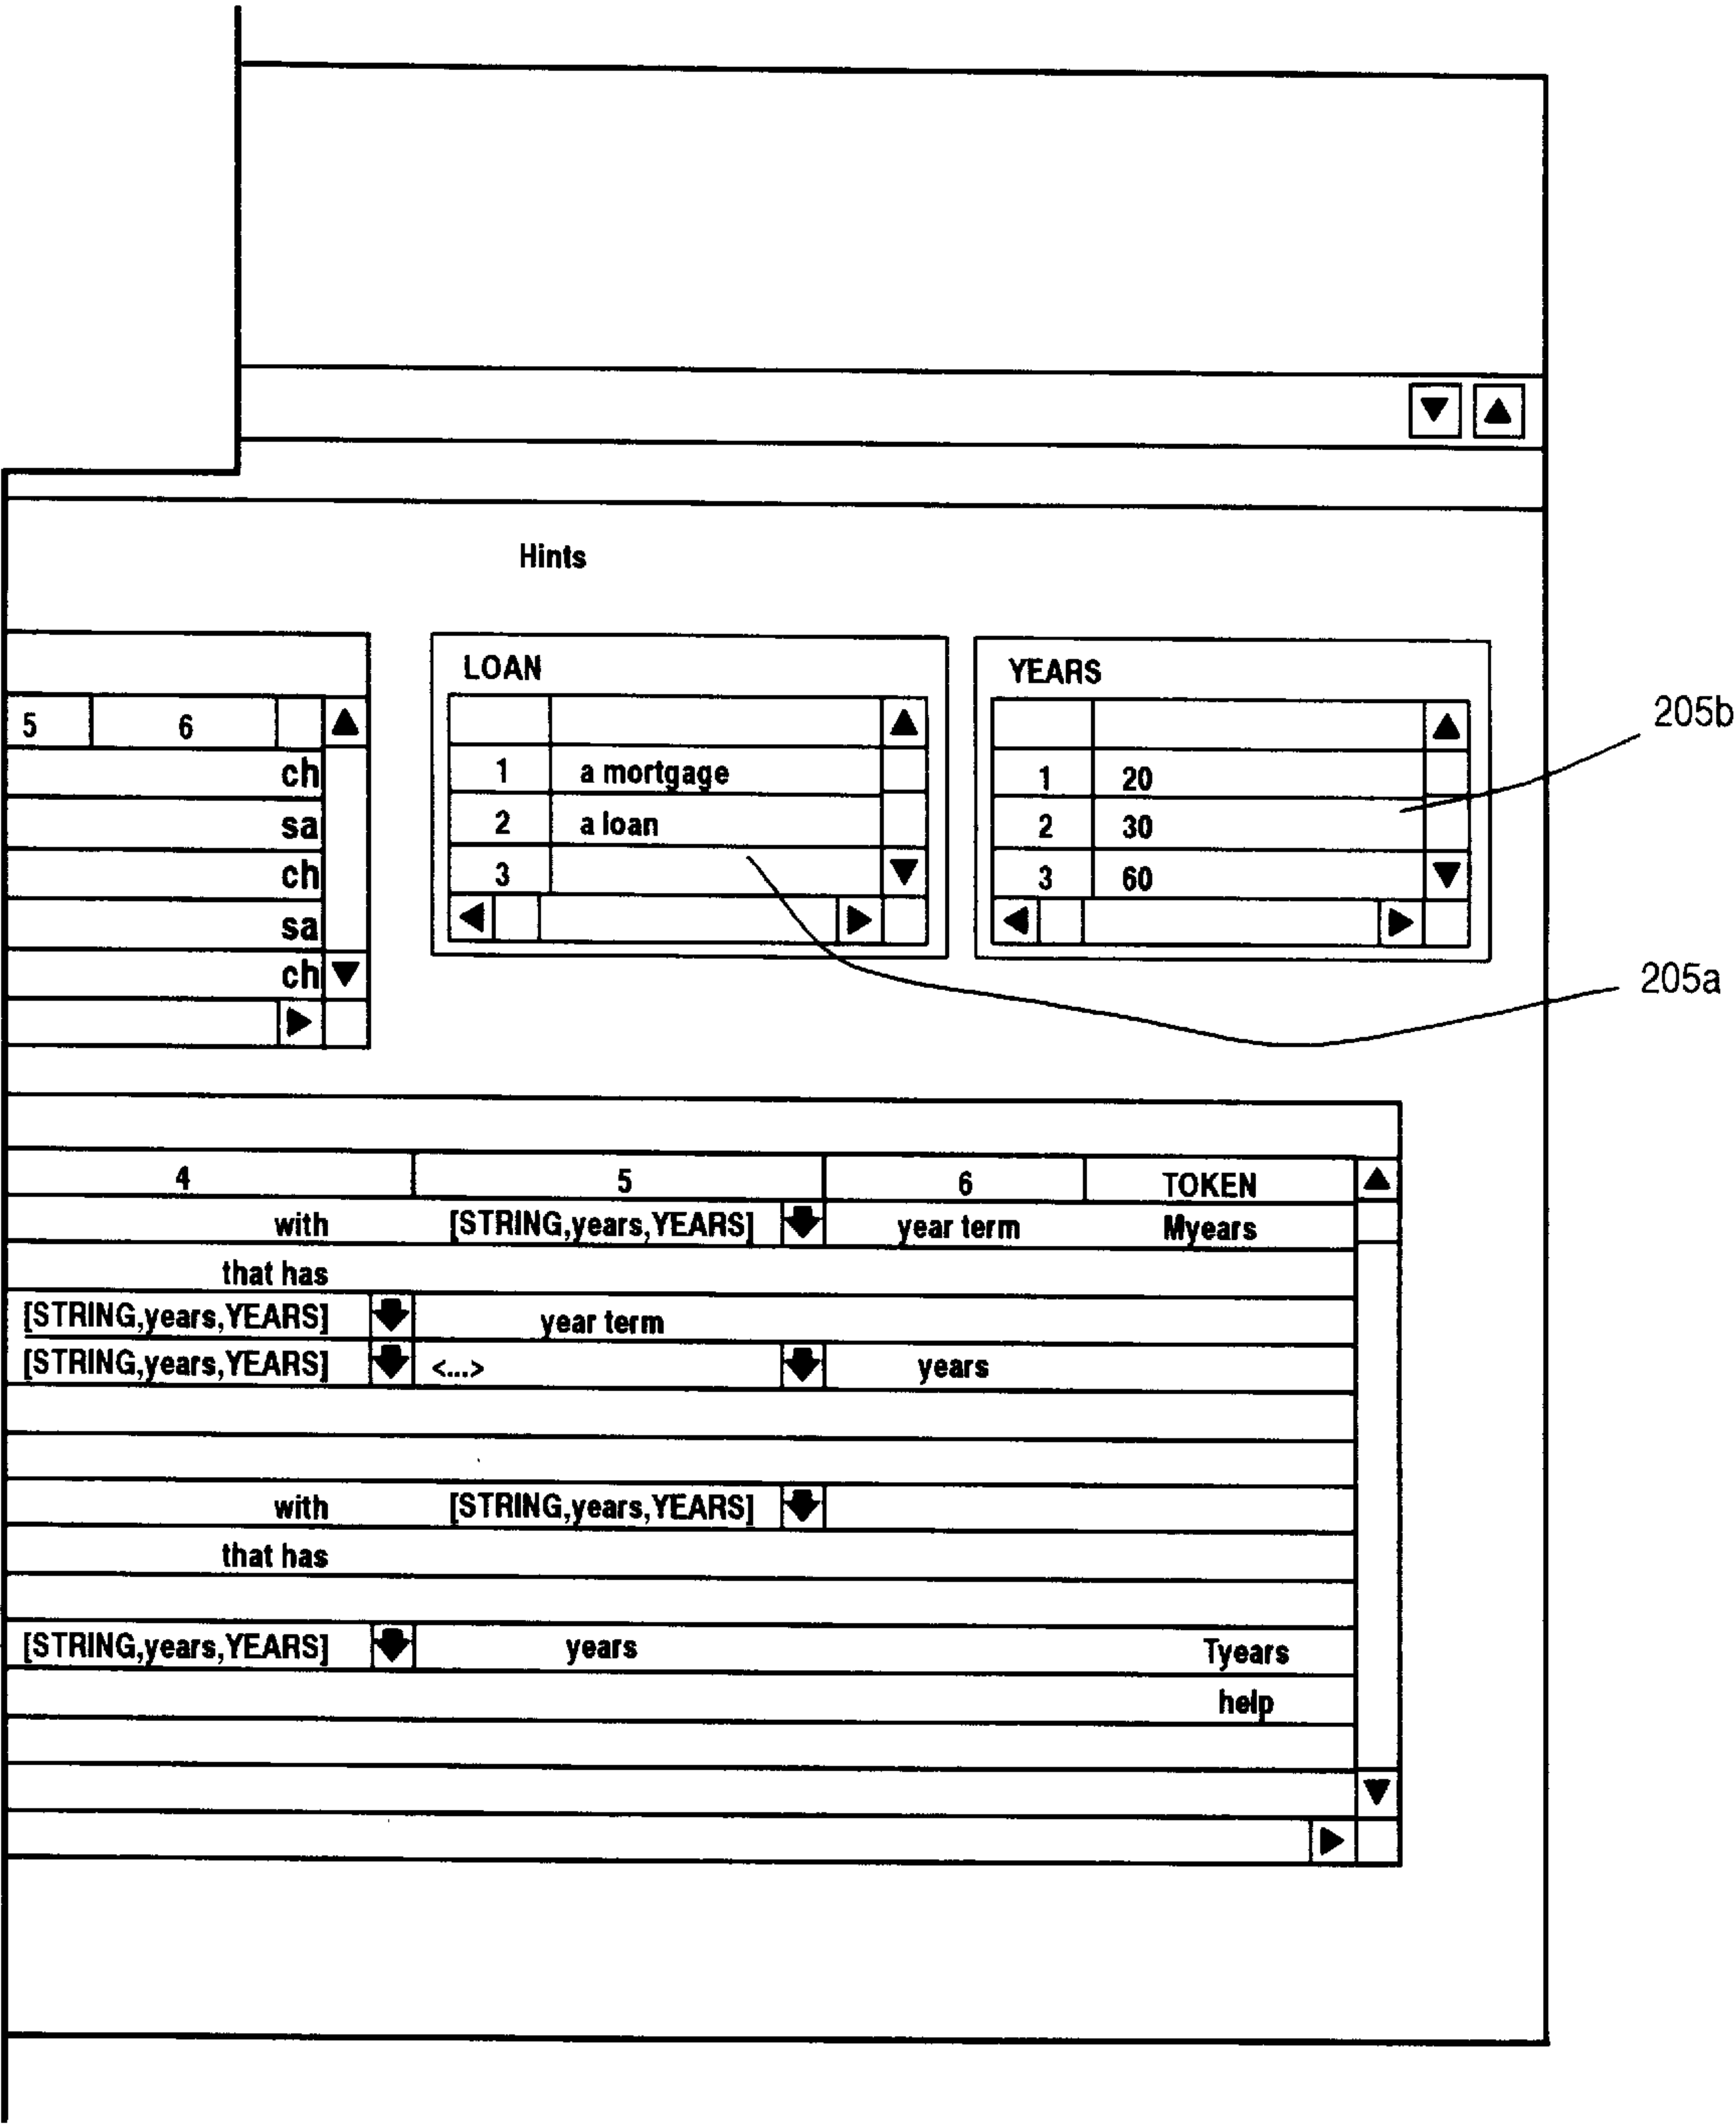 Hints
LOAN
YEARS
205b
5 6
ch
sa
ch
sa
ch
1 a mortgage
2 a loan
3
1 20
2 30
3 60
205a
4 5 6 TOKEN
with [STRING,years,YEARS] year term Myears
that has
[STRING,years,YEARS] year term
[STRING,years,YEARS] <...> years
with [STRING,years,YEARS]
that has
[STRING,years,YEARS] years Tyears
help